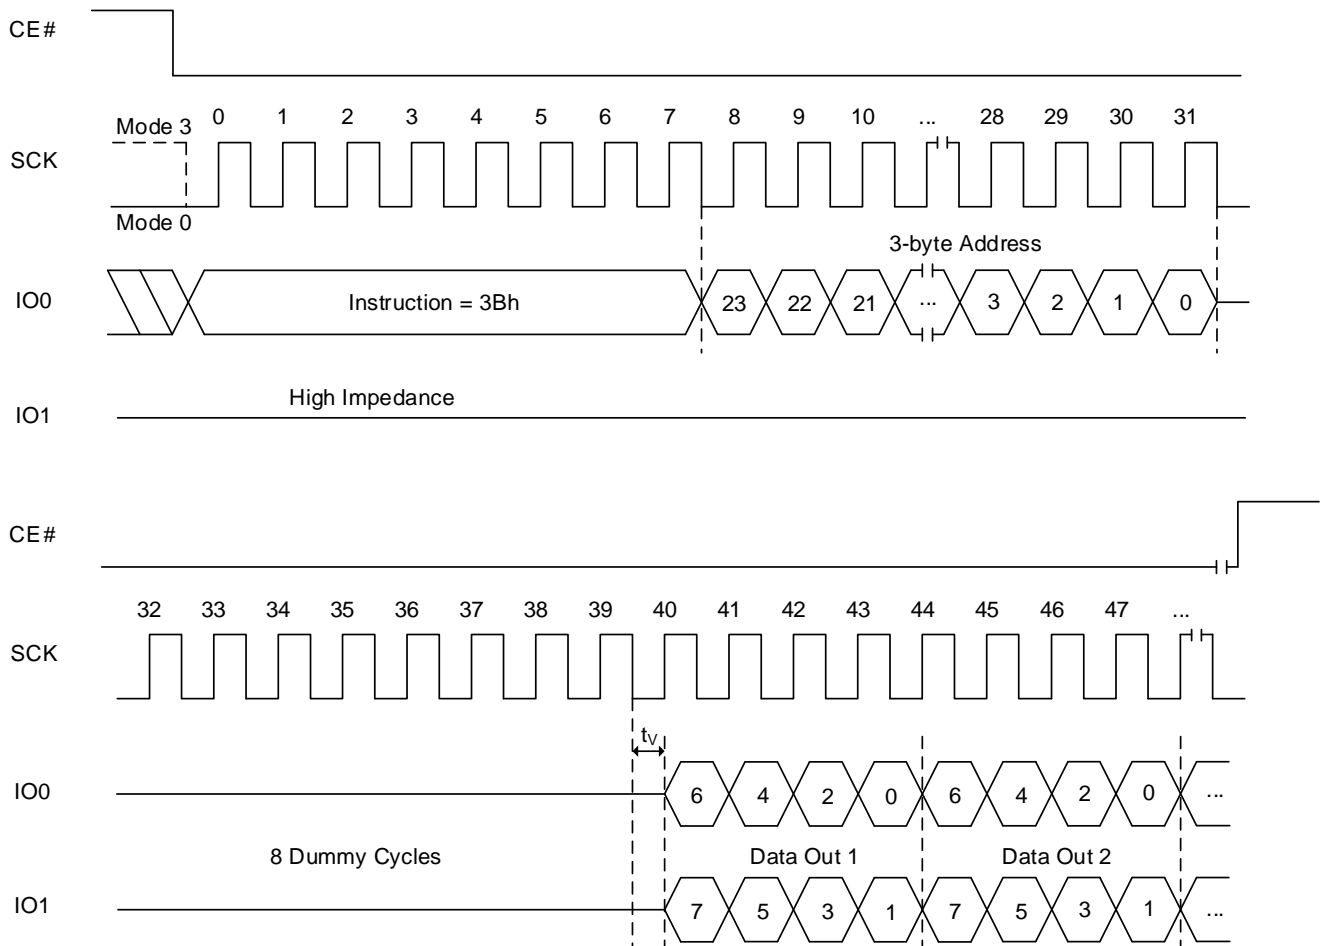 CE#
Mode 3 0 1 2 3 4 5 6 7 8 9 10 ... 28 29 30 31
SCK
Mode 0
3-byte Address
IO0 Instruction = 3Bh 23 22 21 ... 3 2 1 0
High Impedance
IO1
CE#
32 33 34 35 36 37 38 39 40 41 42 43 44 45 46 47 ...
SCK
tV
IO0 6 4 2 0 6 4 2 0 ...
8 Dummy Cycles Data Out 1 Data Out 2
IO1 7 5 3 1 7 5 3 1 ...